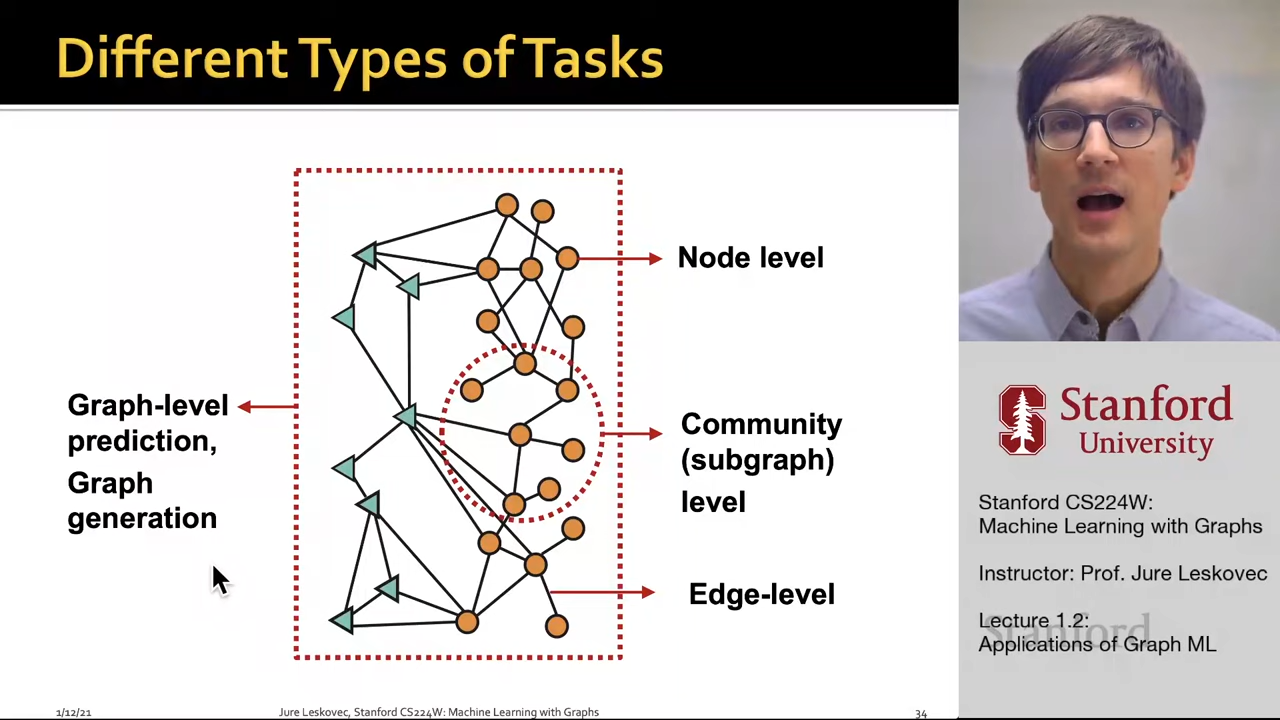 Different Types of Tasks
Node level
Graph-level
prediction,
Graph
generation
Community
(subgraph)
level
Edge-level
1/12/21
Jure Leskovec, Stanford CS224W: Machine Learning with Graphs
34
Stanford
University
Stanford CS224W:
Machine Learning with Graphs
Instructor: Prof. Jure Leskovec
Lecture 1.2:
Applications of Graph ML
Stanford